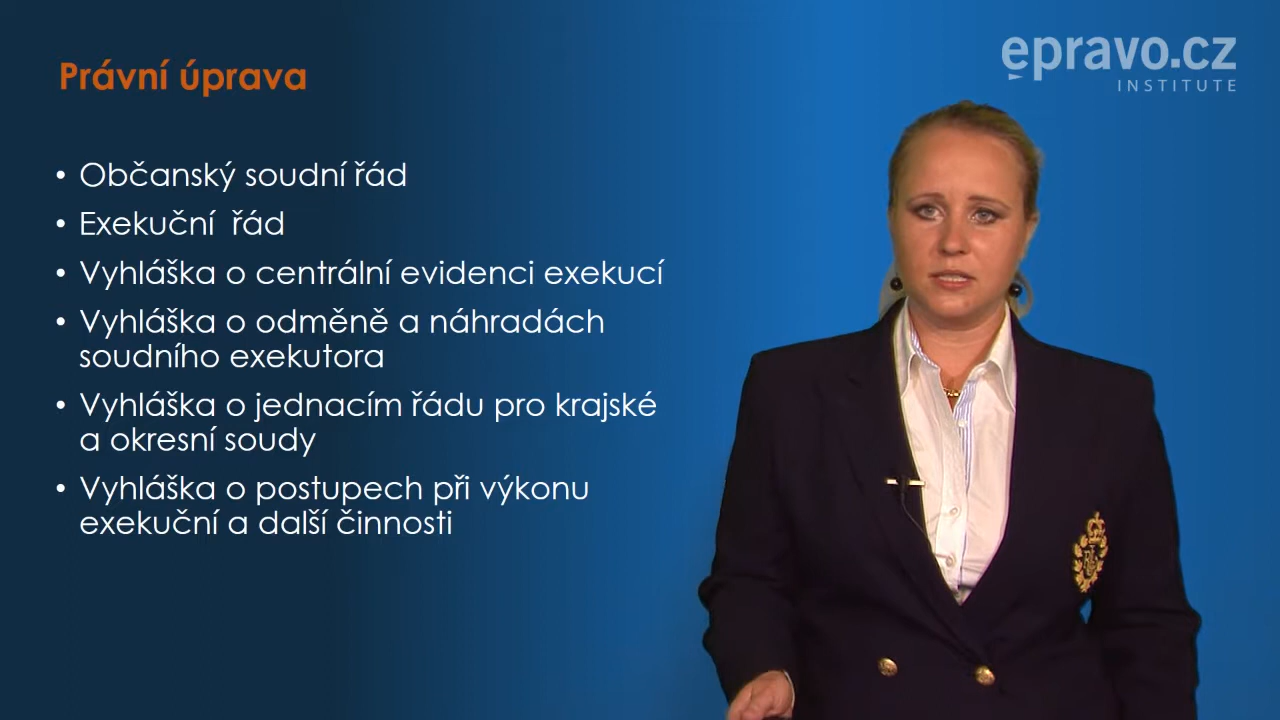 Právní úprava
epravo.cz
INSTITUTE
• Občanský soudní řád
• Exekuční řád
• Vyhláška o centrální evidenci exekucí
• Vyhláška o odměně a náhradách
soudního exekutora
• Vyhláška o jednacím řádu pro krajské
a okresní soudy
• Vyhláška o postupech při výkonu
exekuční a další činnosti